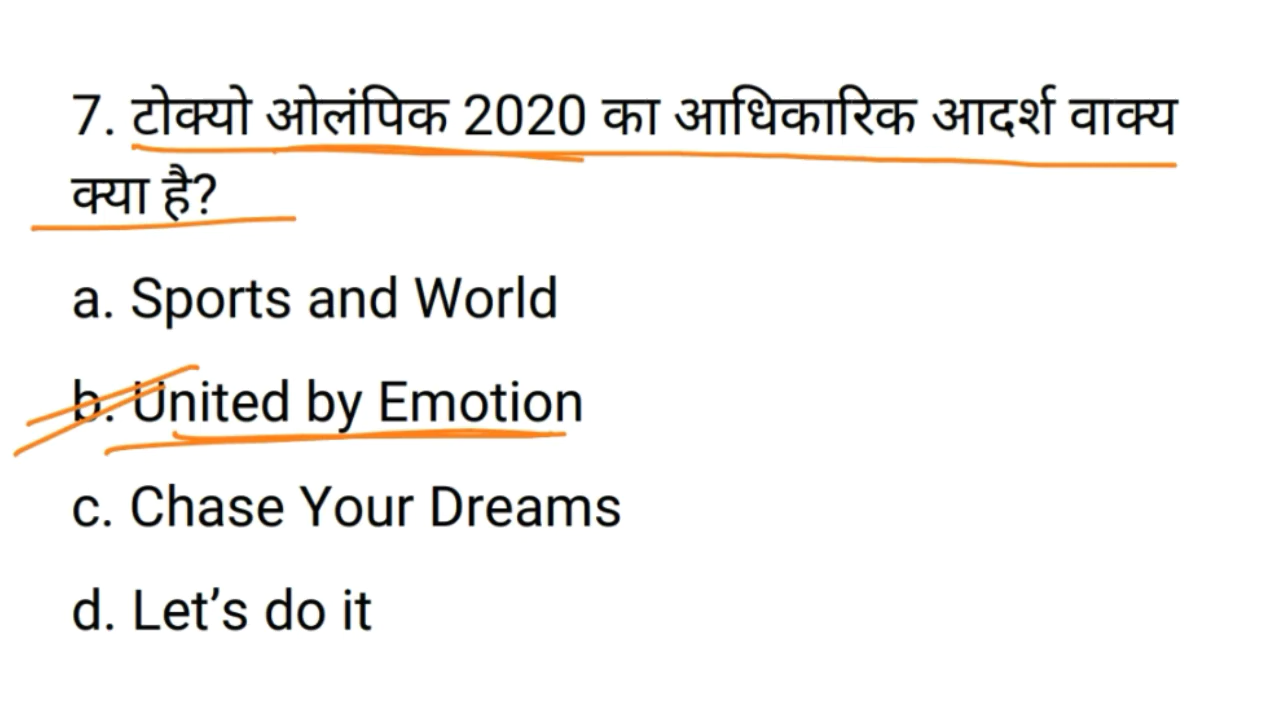 7. टोक्यो ओलंपिक 2020 का आधिकारिक आदर्श वाक्य
क्या है?
a. Sports and World
b. United by Emotion
c. Chase Your Dreams
d. Let’s do it